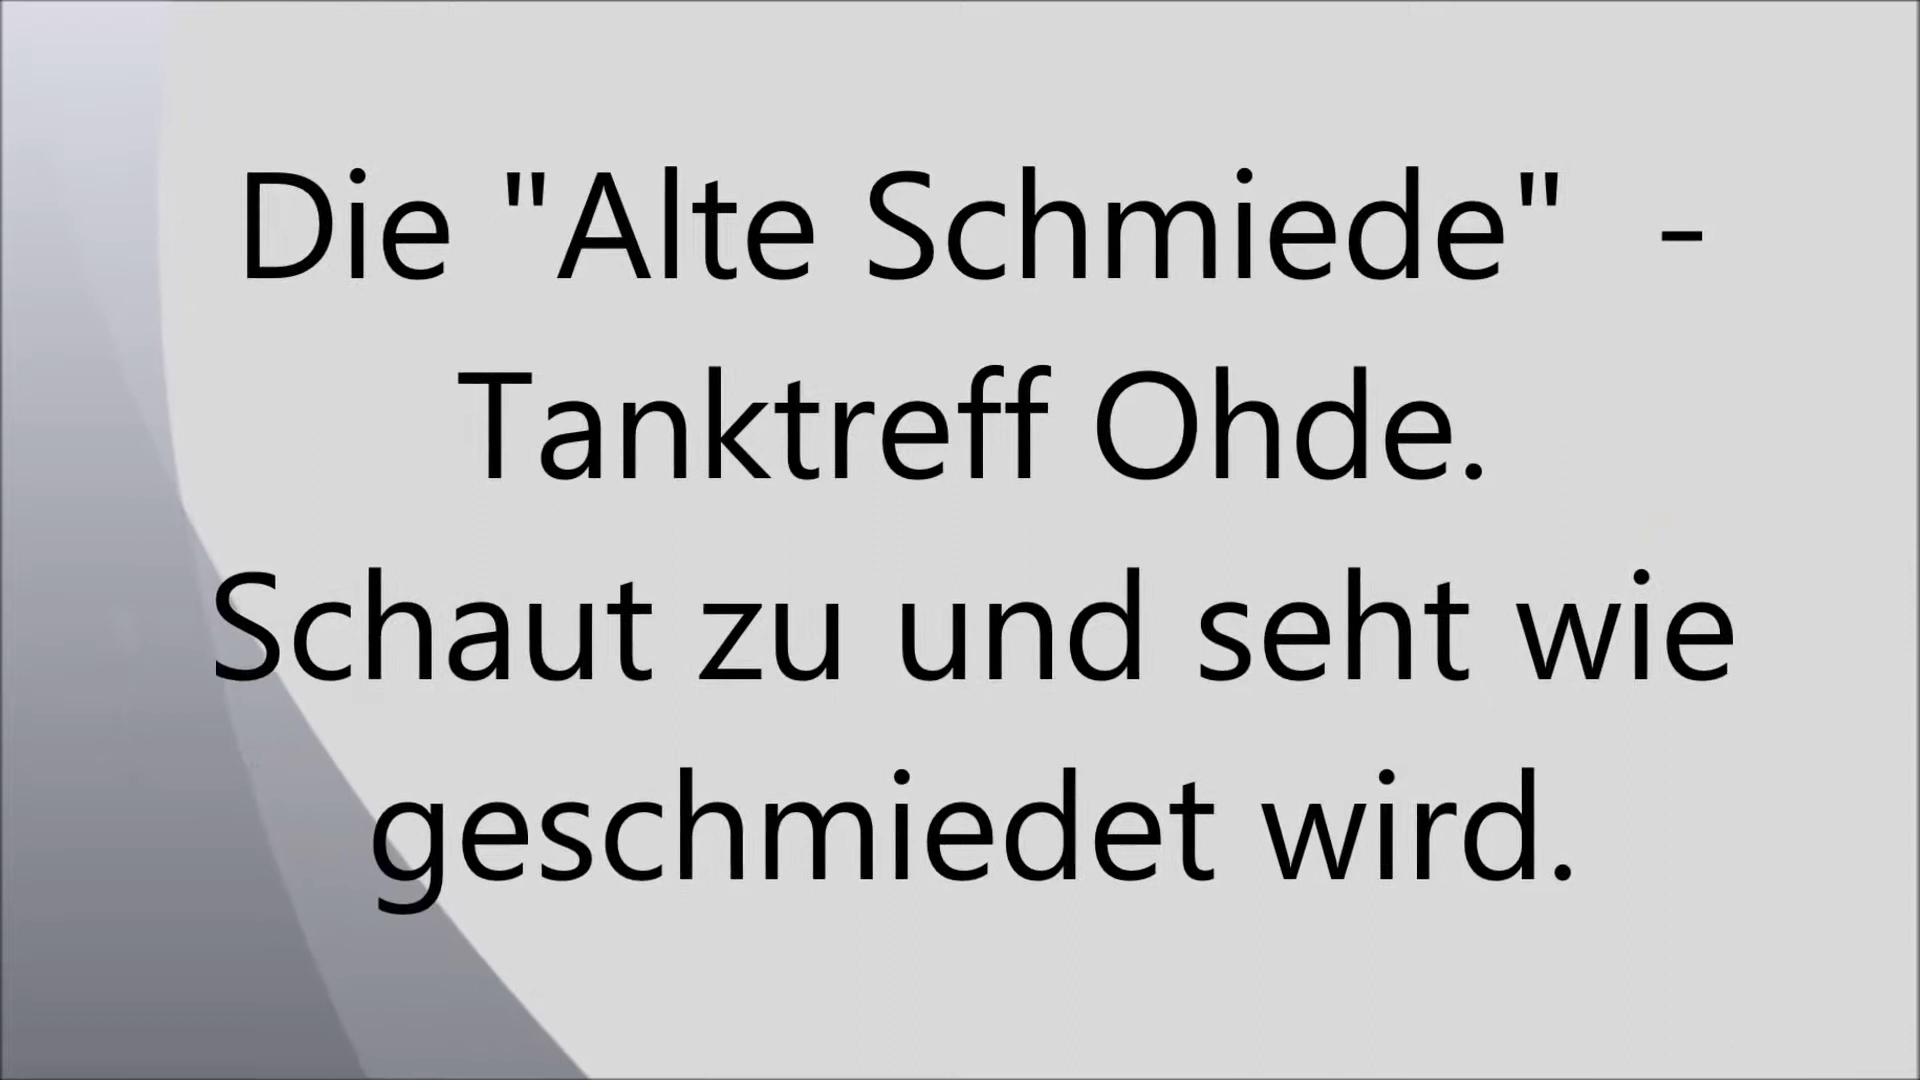 Die "Alte Schmiede"  -
Tanktreff Ohde.
Schaut zu und seht wie
geschmiedet wird.